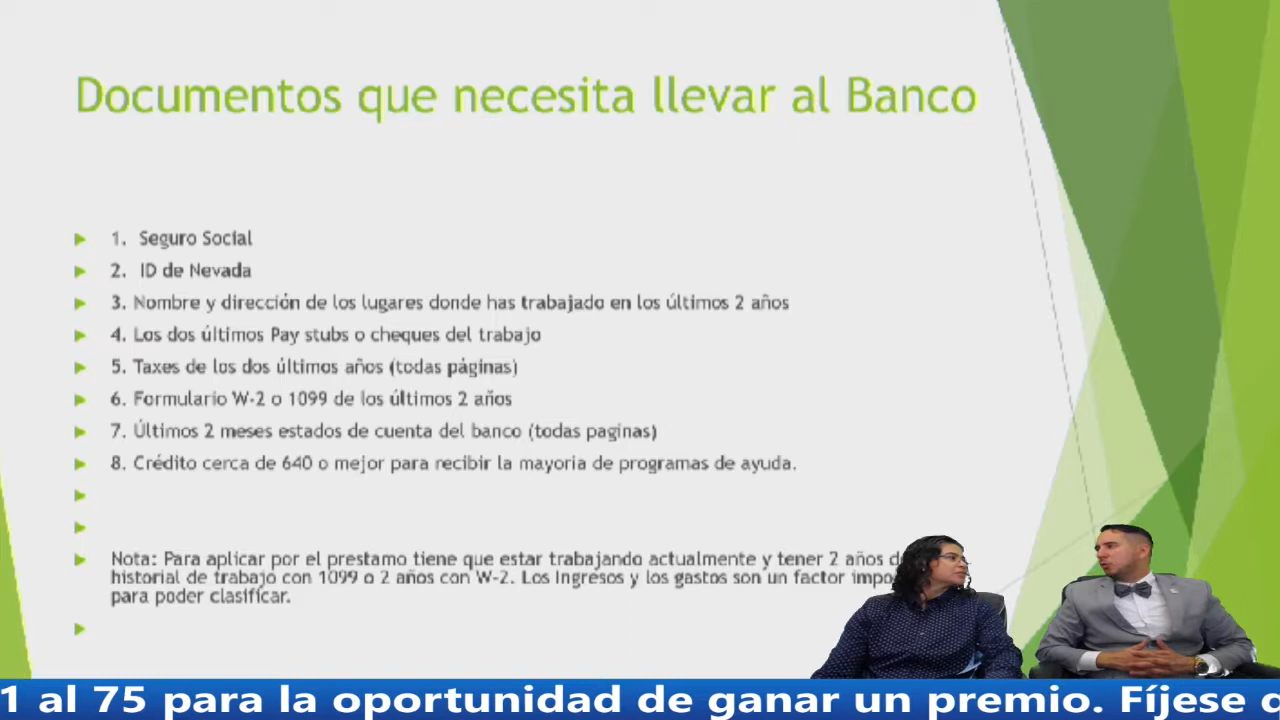 Documentos que necesita llevar al Banco
1. Seguro Social
2. ID de Nevada
3. Nombre y dirección de los lugares donde has trabajado en los últimos 2 años
4. Los dos últimos Pay stubs o cheques del trabajo
5. Taxes de los dos últimos años (todas páginas)
6. Formulario W-2 o 1099 de los últimos 2 años
7. Últimos 2 meses estados de cuenta del banco (todas paginas)
8. Crédito cerca de 640 o mejor para recibir la mayoria de programas de ayuda.
Nota: Para aplicar por el prestamo tiene que estar trabajando actualmente y tener 2 años
historial de trabajo con 1099 o 2 años con W-2. Los Ingresos y los gastos son un factor
para poder clasificar.
1 al 75 para la oportunidad de ganar un premio. Fíjese